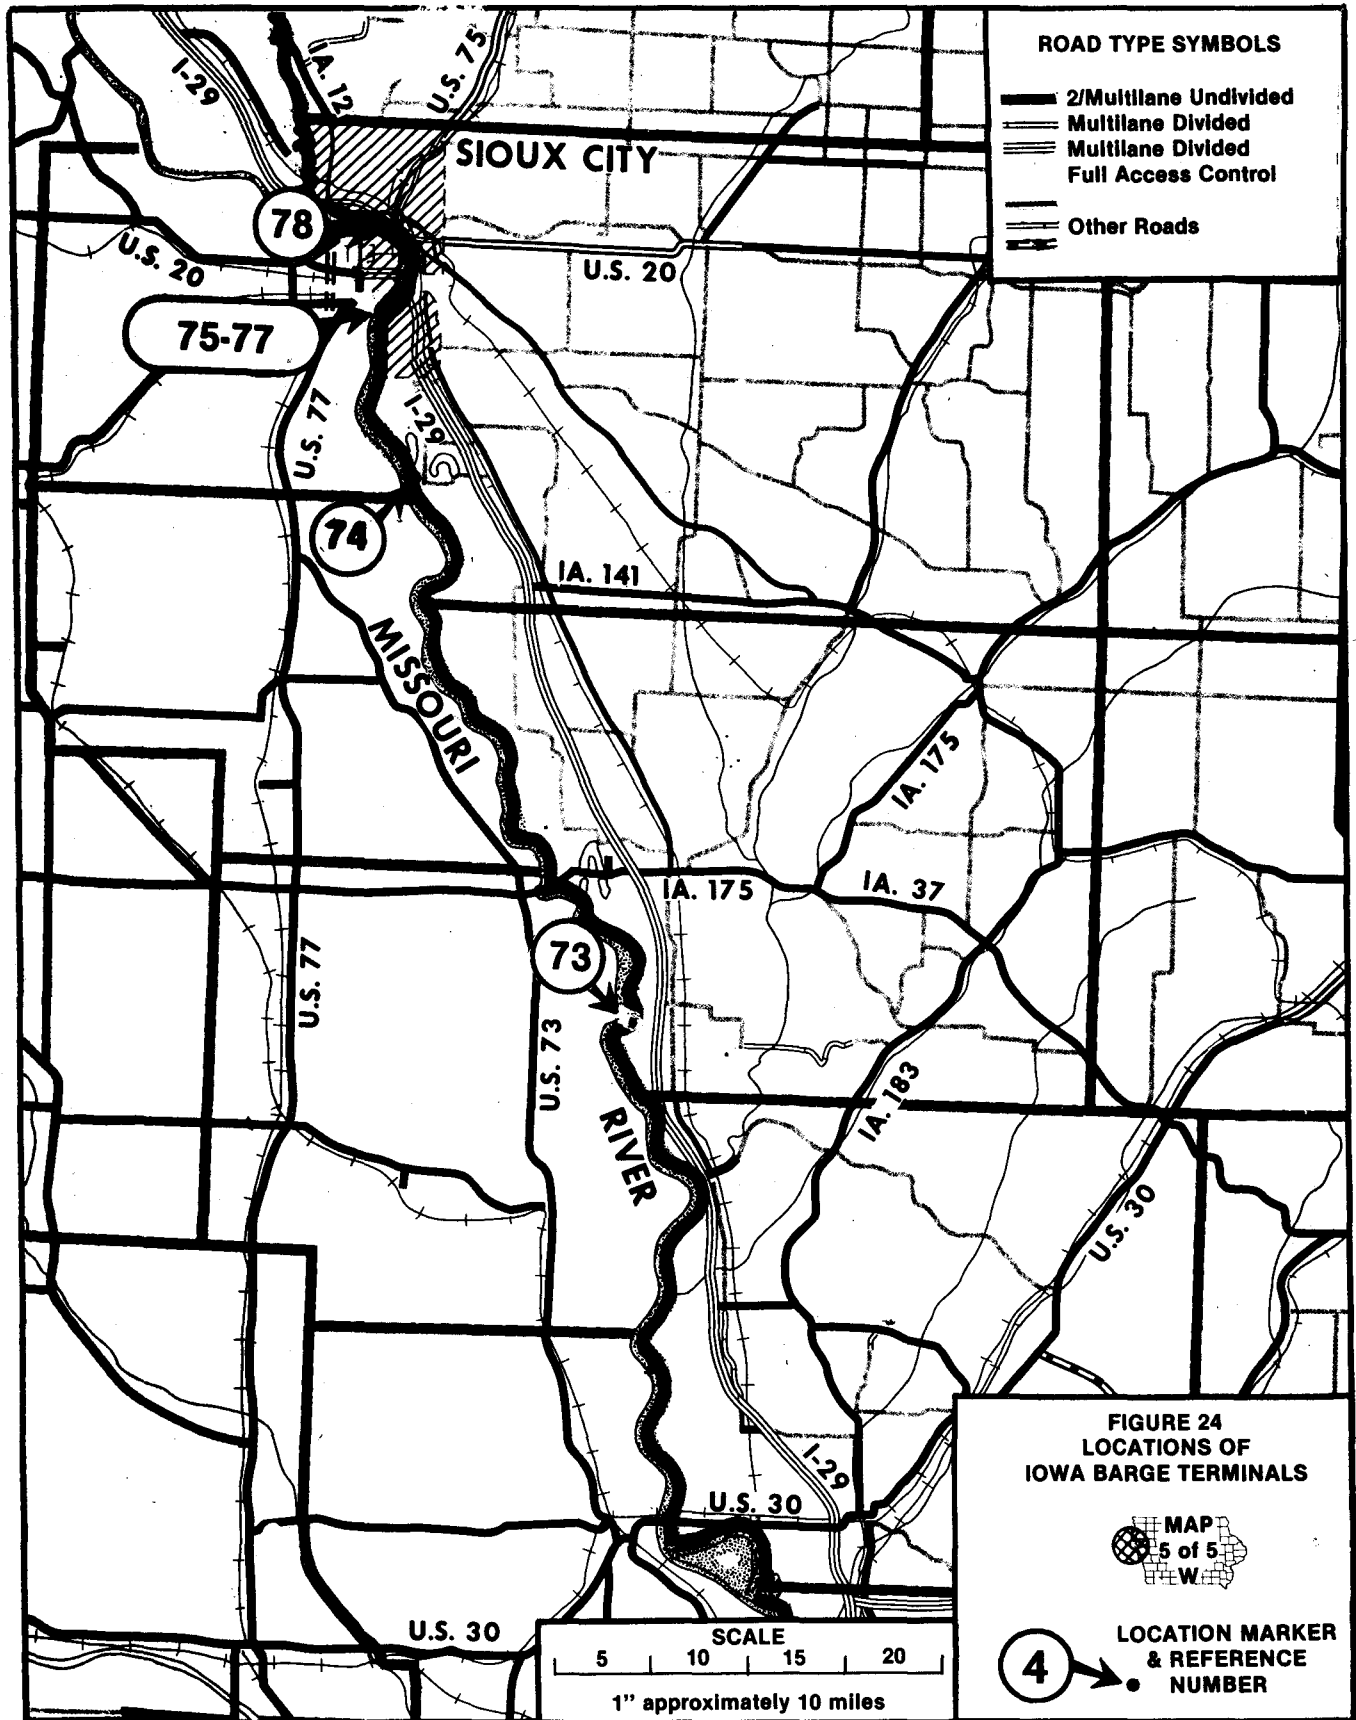 ROAD TYPE SYMBOLS
2/Multilane Undivided
Multilane Divided
Multilane Divided
Full Access Control
Other Roads
I-29
IA. 12
U.S. 75
SIOUX CITY
78
U.S. 20
U.S. 20
75-77
U.S. 77
I-29
74
IA. 141
MISSOURI
IA. 175
IA. 175
IA. 37
73
U.S. 77
U.S. 73
IA. 183
RIVER
U.S. 30
I-29
U.S. 30
U.S. 30
SCALE
5 10 15 20
1" approximately 10 miles
FIGURE 24
LOCATIONS OF
IOWA BARGE TERMINALS
MAP
5 of 5
W
4
LOCATION MARKER
& REFERENCE
NUMBER